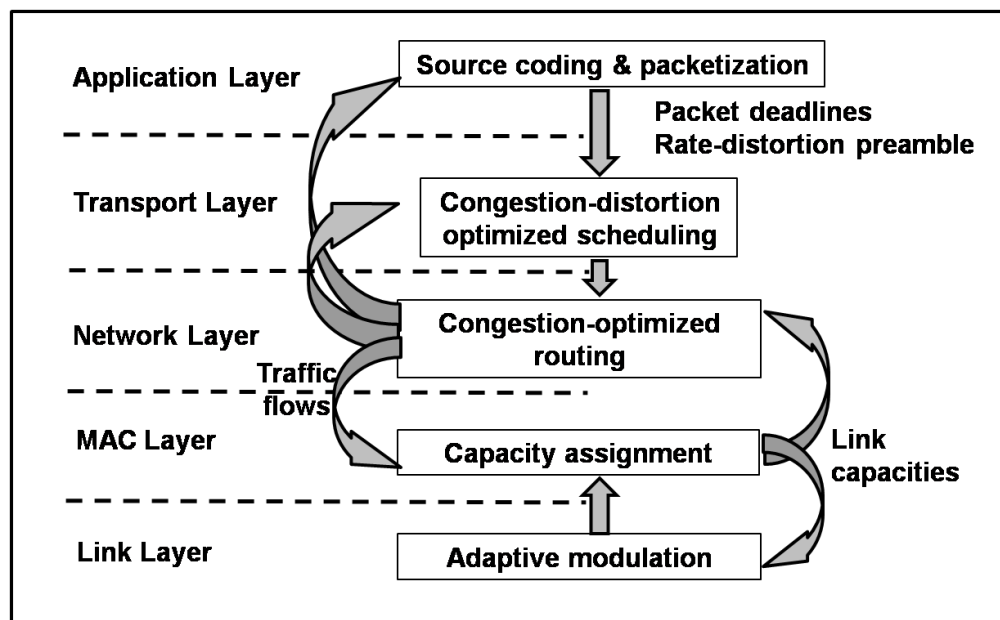 Application Layer
Source coding & packetization
Packet deadlines
Rate-distortion preamble
Transport Layer
Congestion-distortion
optimized scheduling
Network Layer
Congestion-optimized
routing
Traffic
flows
MAC Layer
Capacity assignment
Link
capacities
Link Layer
Adaptive modulation